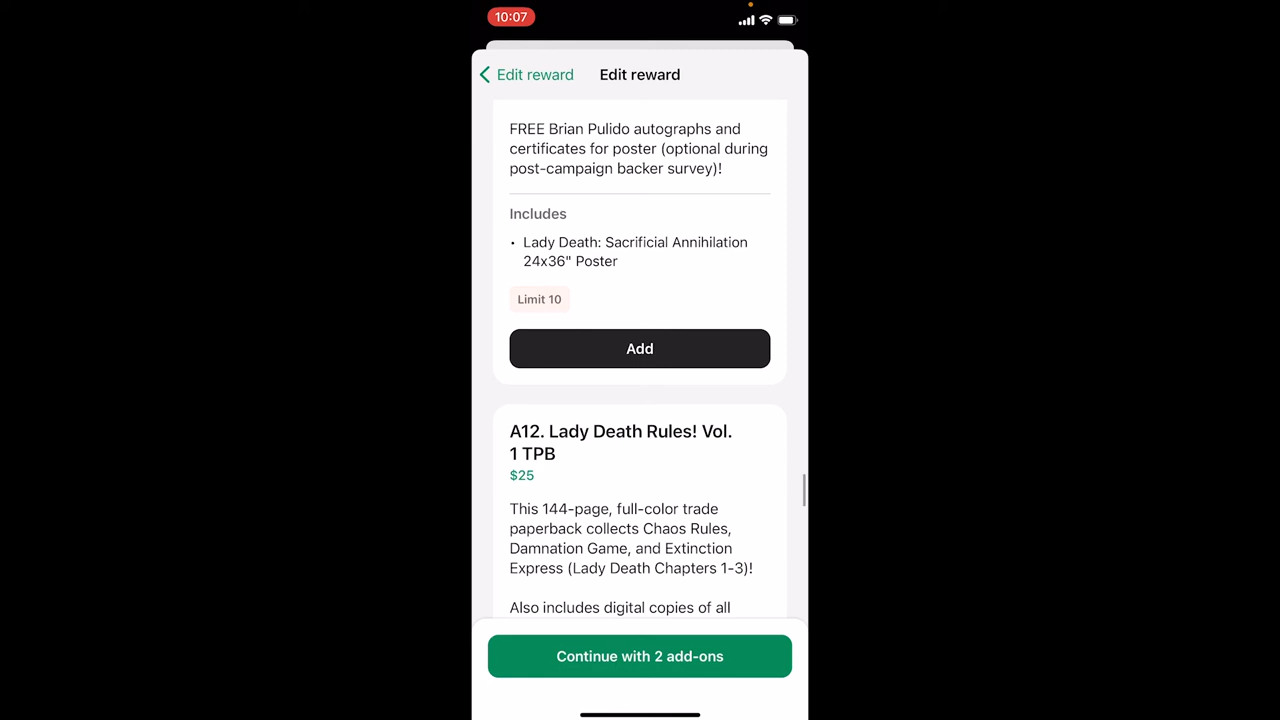 10:07
Edit reward
Edit reward
FREE Brian Pulido autographs and
certificates for poster (optional during
post-campaign backer survey)!
Includes
• Lady Death: Sacrificial Annihilation
24x36" Poster
Limit 10
Add
A12. Lady Death Rules! Vol.
1 TPB
$25
This 144-page, full-color trade
paperback collects Chaos Rules,
Damnation Game, and Extinction
Express (Lady Death Chapters 1-3)!
Also includes digital copies of all
Continue with 2 add-ons